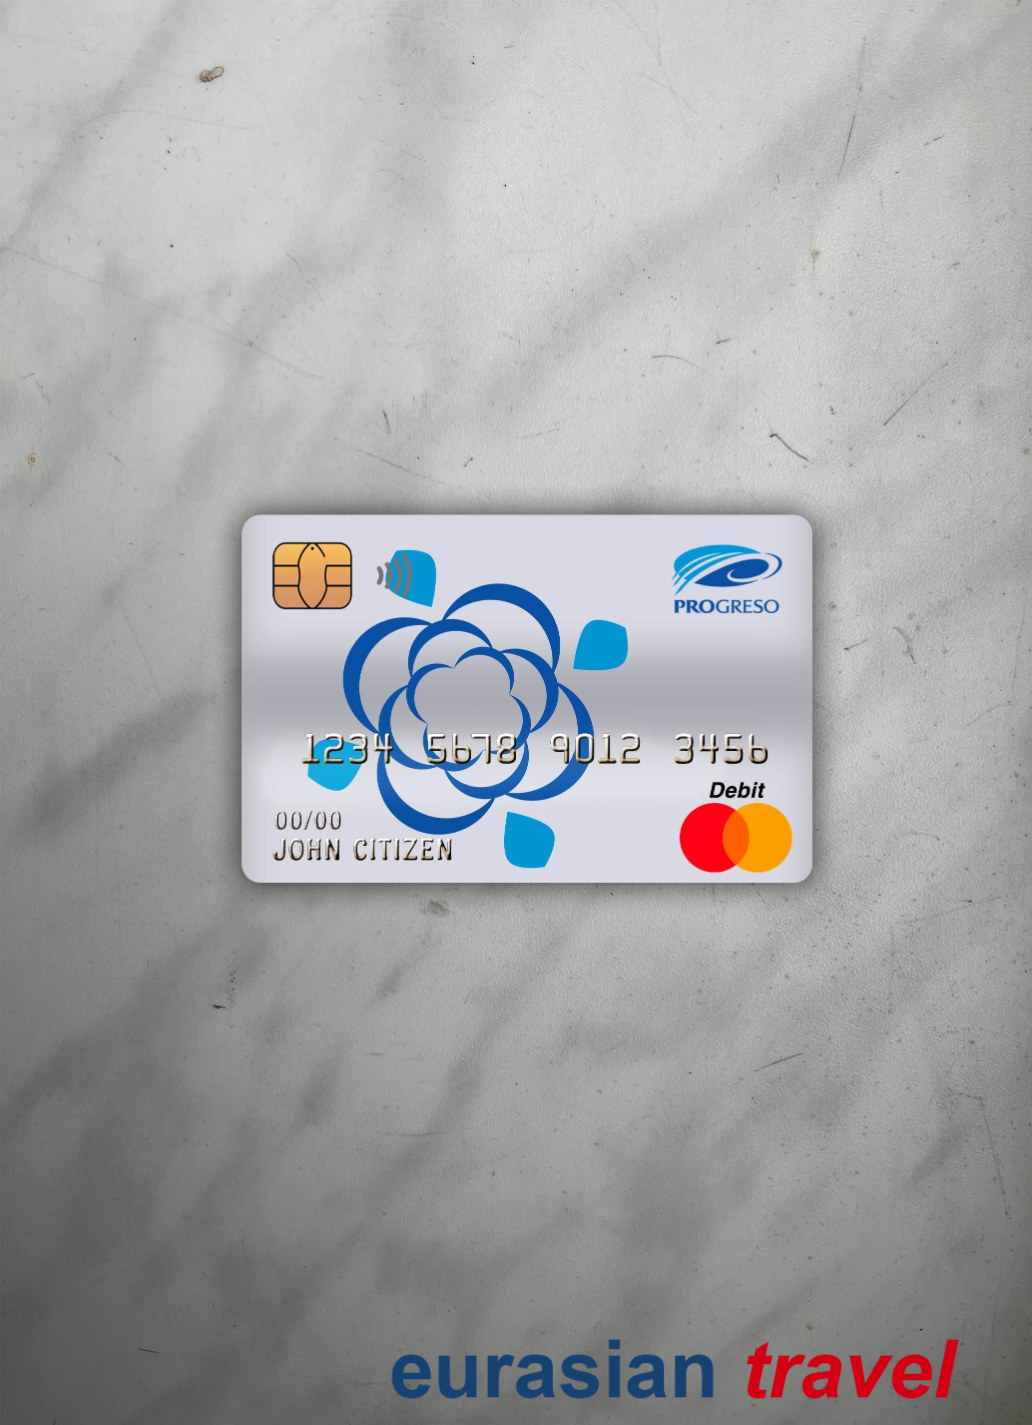 PROGRESO
1234 5678 9012 3456
Debit
00/00
JOHN CITIZEN
eurasian travel